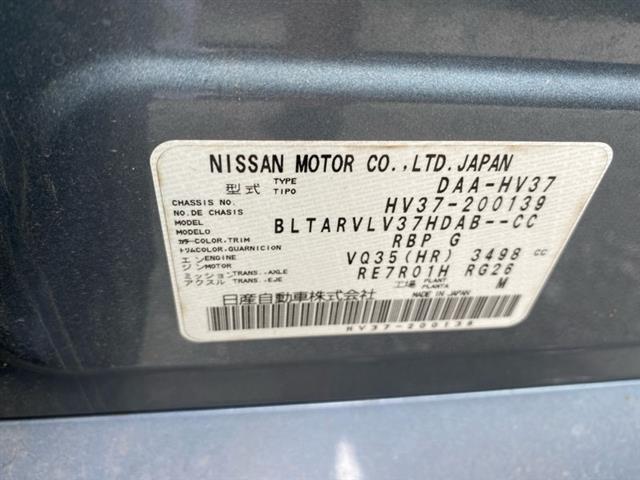 NISSAN MOTOR CO.,LTD.JAPAN
型式 TYPE TIPO DAA-HV37
CHASSIS NO. NO DE CHASIS HV37-200139
MODEL MODELO BLTARVLV37HDAB--CC
カラー COLOR,TRIM トリム COLOR,GUARNICION RBP G
エンジン ENGINE MOTOR VQ35(HR) 3498 CC
ミッション TRANS. アクスル TRANS. AXLE EJE RE7R01H RG26
工場 PLANT PLANTA M
日産自動車株式会社 MADE IN JAPAN
HV37-200139